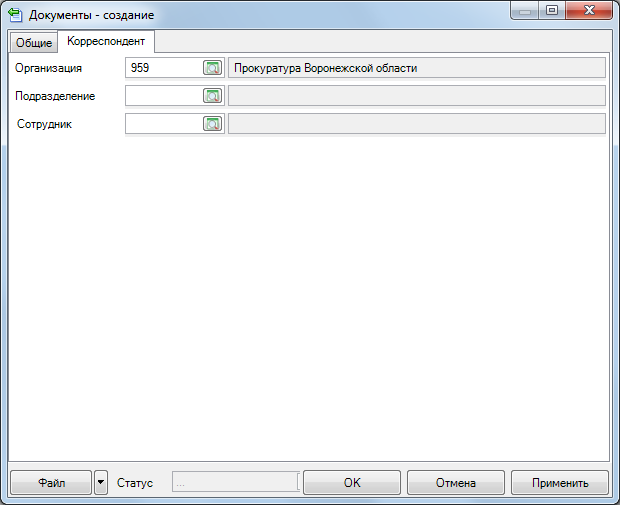 Документы - создание
Общие Корреспондент
Организация 959 Прокуратура Воронежской области
Подразделение
Сотрудник
Файл Статус ... OK Отмена Применить